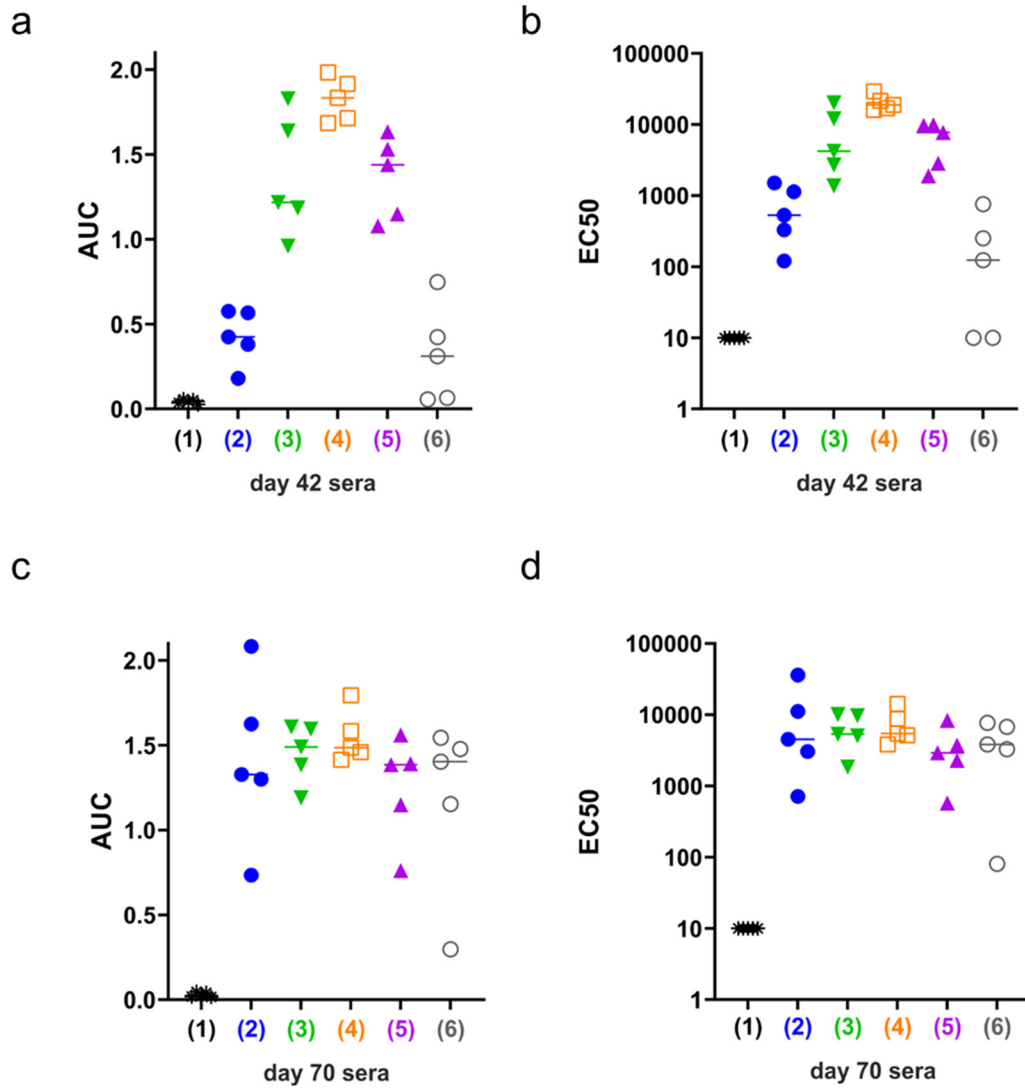 a
AUC
2.0
1.5
1.0
0.5
0.0
(1) (2) (3) (4) (5) (6)
day 42 sera
b
EC50
100000
10000
1000
100
10
1
(1) (2) (3) (4) (5) (6)
day 42 sera
c
AUC
2.0
1.5
1.0
0.5
0.0
(1) (2) (3) (4) (5) (6)
day 70 sera
d
EC50
100000
10000
1000
100
10
1
(1) (2) (3) (4) (5) (6)
day 70 sera